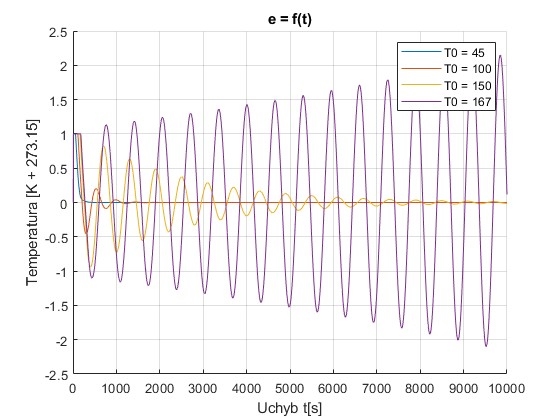 e = f(t)
2.5
2
1.5
1
0.5
0
-0.5
-1
-1.5
-2
-2.5
Temperatura [K + 273.15]
T0 = 45
T0 = 100
T0 = 150
T0 = 167
0 1000 2000 3000 4000 5000 6000 7000 8000 9000 10000
Uchyb t[s]